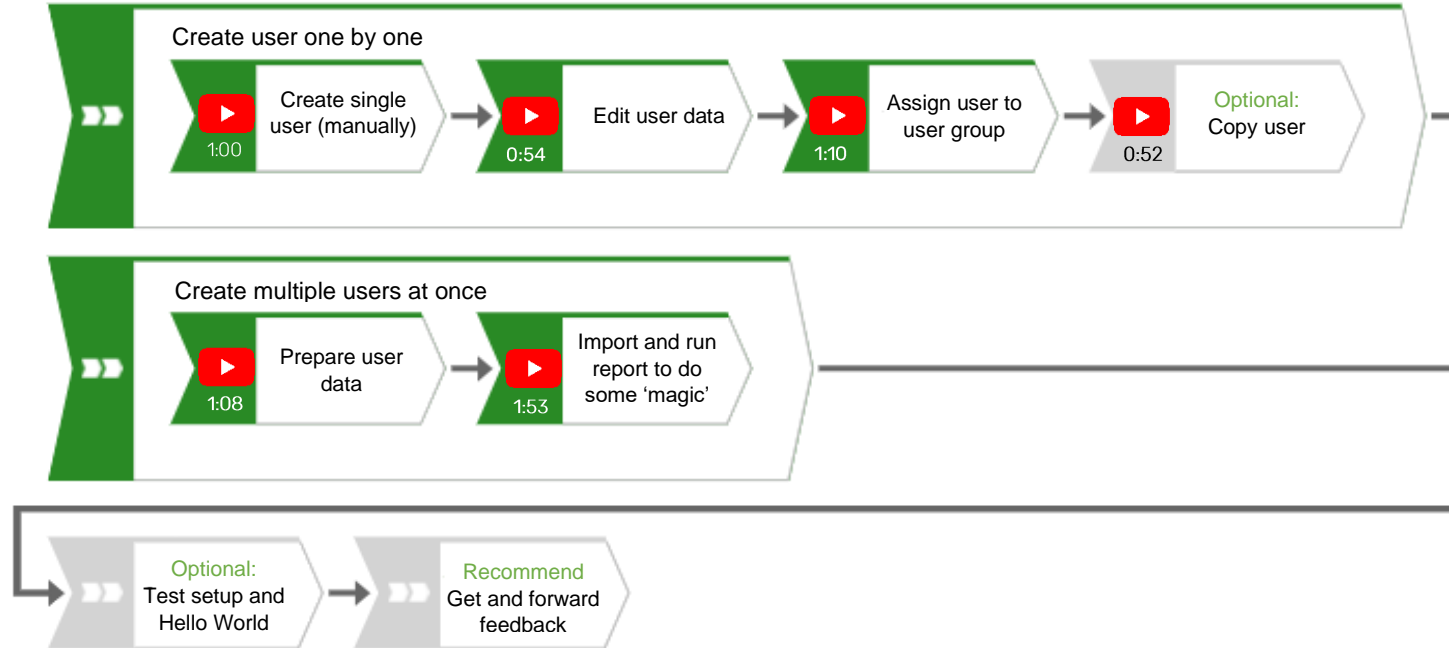 Create user one by one
Create single
user (manually)
1:00
Edit user data
0:54
Assign user to
user group
1:10
Optional:
Copy user
0:52
Create multiple users at once
Prepare user
data
1:08
Import and run
report to do
some ‘magic’
1:53
Optional:
Test setup and
Hello World
Recommend
Get and forward
feedback